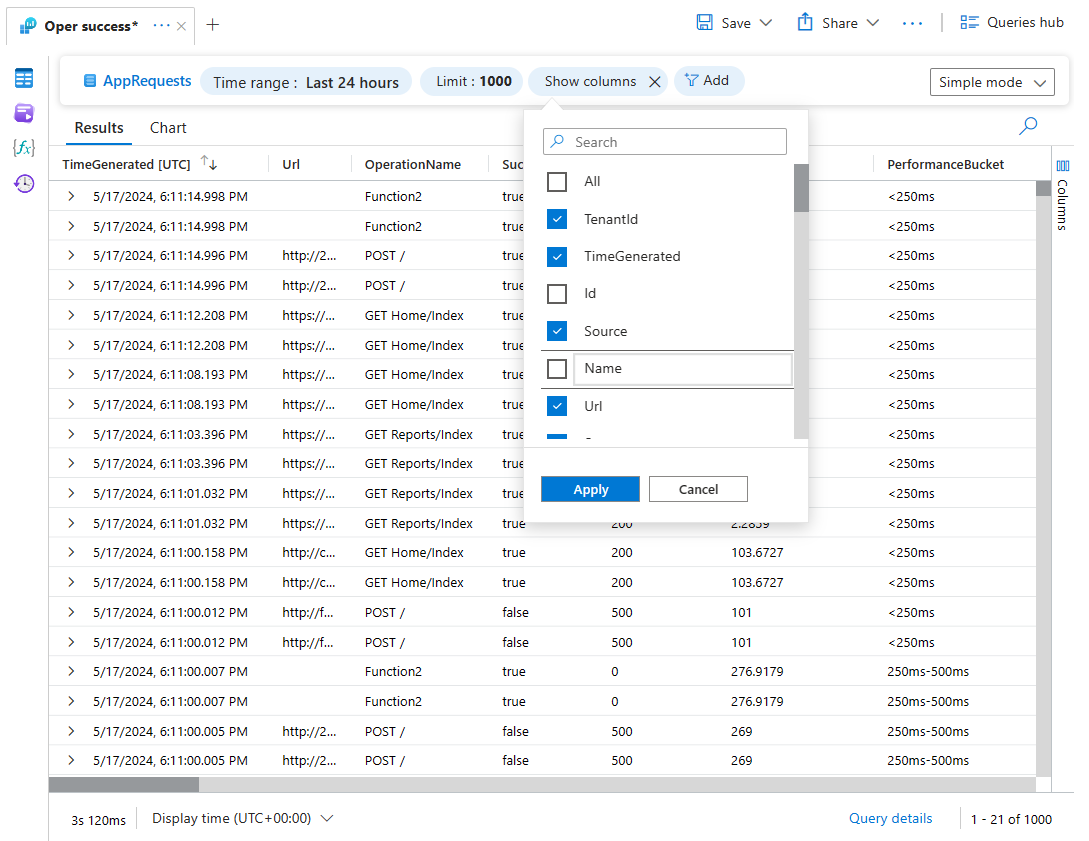 Oper success* ··· × +
Save Share ··· Queries hub
AppRequests Time range : Last 24 hours Limit : 1000 Show columns Add Simple mode
Results Chart
Search
TimeGenerated [UTC] Url OperationName Suc PerformanceBucket
Columns
All
TenantId
TimeGenerated
Id
Source
Name
Url
Apply Cancel
5/17/2024, 6:11:14.998 PM Function2 true <250ms
5/17/2024, 6:11:14.998 PM Function2 true <250ms
5/17/2024, 6:11:14.996 PM http://2... POST / true <250ms
5/17/2024, 6:11:14.996 PM http://2... POST / true <250ms
5/17/2024, 6:11:12.208 PM https://... GET Home/Index true <250ms
5/17/2024, 6:11:12.208 PM https://... GET Home/Index true <250ms
5/17/2024, 6:11:08.193 PM https://... GET Home/Index true <250ms
5/17/2024, 6:11:08.193 PM https://... GET Home/Index true <250ms
5/17/2024, 6:11:03.396 PM https://... GET Reports/Index true <250ms
5/17/2024, 6:11:03.396 PM https://... GET Reports/Index true <250ms
5/17/2024, 6:11:01.032 PM https://... GET Reports/Index true <250ms
5/17/2024, 6:11:01.032 PM https://... GET Reports/Index true 200 2.2859 <250ms
5/17/2024, 6:11:00.158 PM http://c... GET Home/Index true 200 103.6727 <250ms
5/17/2024, 6:11:00.158 PM http://c... GET Home/Index true 200 103.6727 <250ms
5/17/2024, 6:11:00.012 PM http://f... POST / false 500 101 <250ms
5/17/2024, 6:11:00.012 PM http://f... POST / false 500 101 <250ms
5/17/2024, 6:11:00.007 PM Function2 true 0 276.9179 250ms-500ms
5/17/2024, 6:11:00.007 PM Function2 true 0 276.9179 250ms-500ms
5/17/2024, 6:11:00.005 PM http://2... POST / false 500 269 250ms-500ms
5/17/2024, 6:11:00.005 PM http://2... POST / false 500 269 250ms-500ms
3s 120ms Display time (UTC+00:00) Query details 1 - 21 of 1000